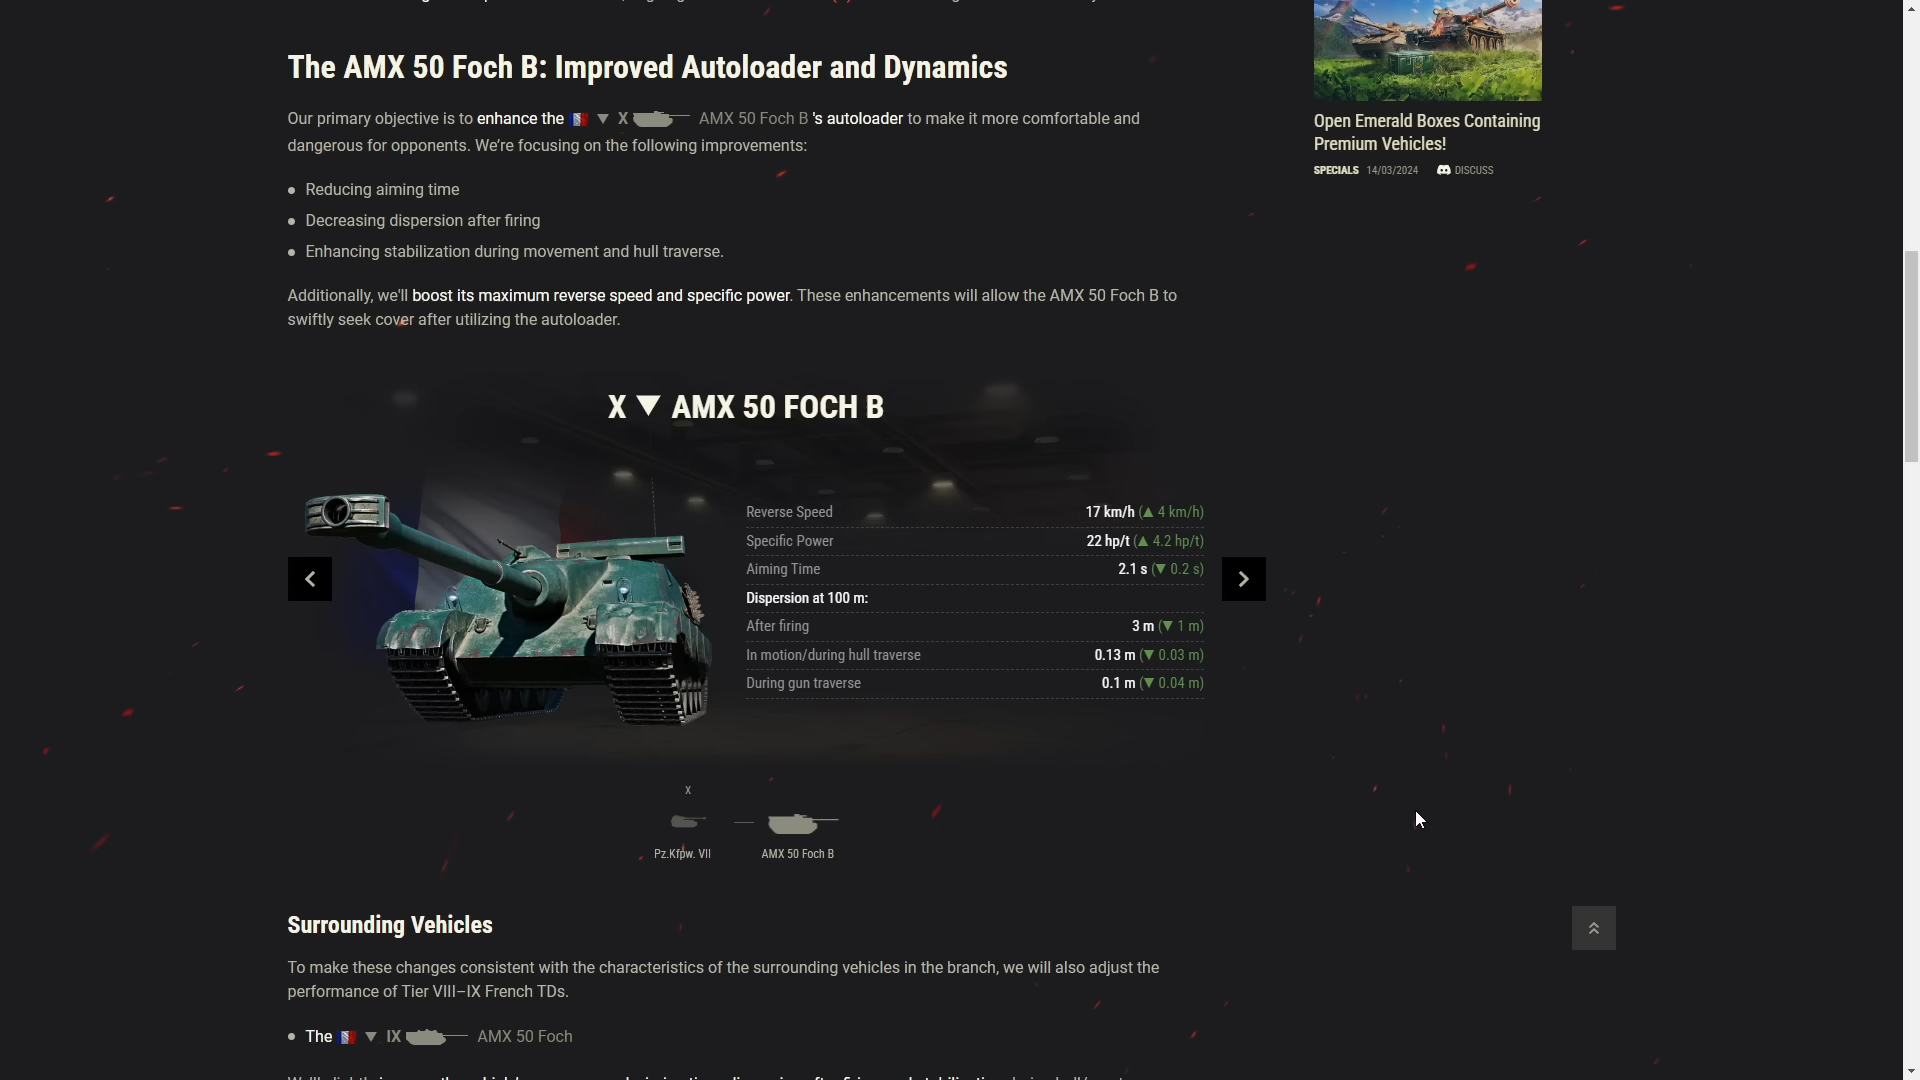 The AMX 50 Foch B: Improved Autoloader and Dynamics
Our primary objective is to enhance the X AMX 50 Foch B 's autoloader to make it more comfortable and
dangerous for opponents. We're focusing on the following improvements:
Reducing aiming time
Decreasing dispersion after firing
Enhancing stabilization during movement and hull traverse.
Additionally, we'll boost its maximum reverse speed and specific power. These enhancements will allow the AMX 50 Foch B to
swiftly seek cover after utilizing the autoloader.
X ▼ AMX 50 FOCH B
Reverse Speed 17 km/h (▲ 4 km/h)
Specific Power 22 hp/t (▲ 4.2 hp/t)
Aiming Time 2.1 s (▼ 0.2 s)
Dispersion at 100 m:
After firing 3 m (▼ 1 m)
In motion/during hull traverse 0.13 m (▼ 0.03 m)
During gun traverse 0.1 m (▼ 0.04 m)
X
Pz.Kfpw. VII AMX 50 Foch B
Surrounding Vehicles
To make these changes consistent with the characteristics of the surrounding vehicles in the branch, we will also adjust the
performance of Tier VIII–IX French TDs.
The ▼ IX AMX 50 Foch
Open Emerald Boxes Containing
Premium Vehicles!
SPECIALS 14/03/2024 DISCUSS